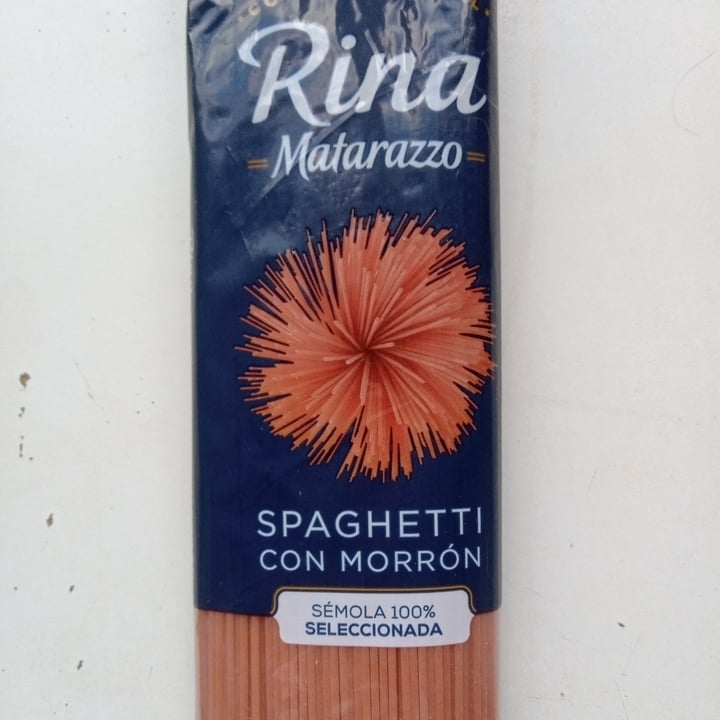 Rina
Matarazzo
SPAGHETTI
CON MORRÓN
SÉMOLA 100%
SELECCIONADA